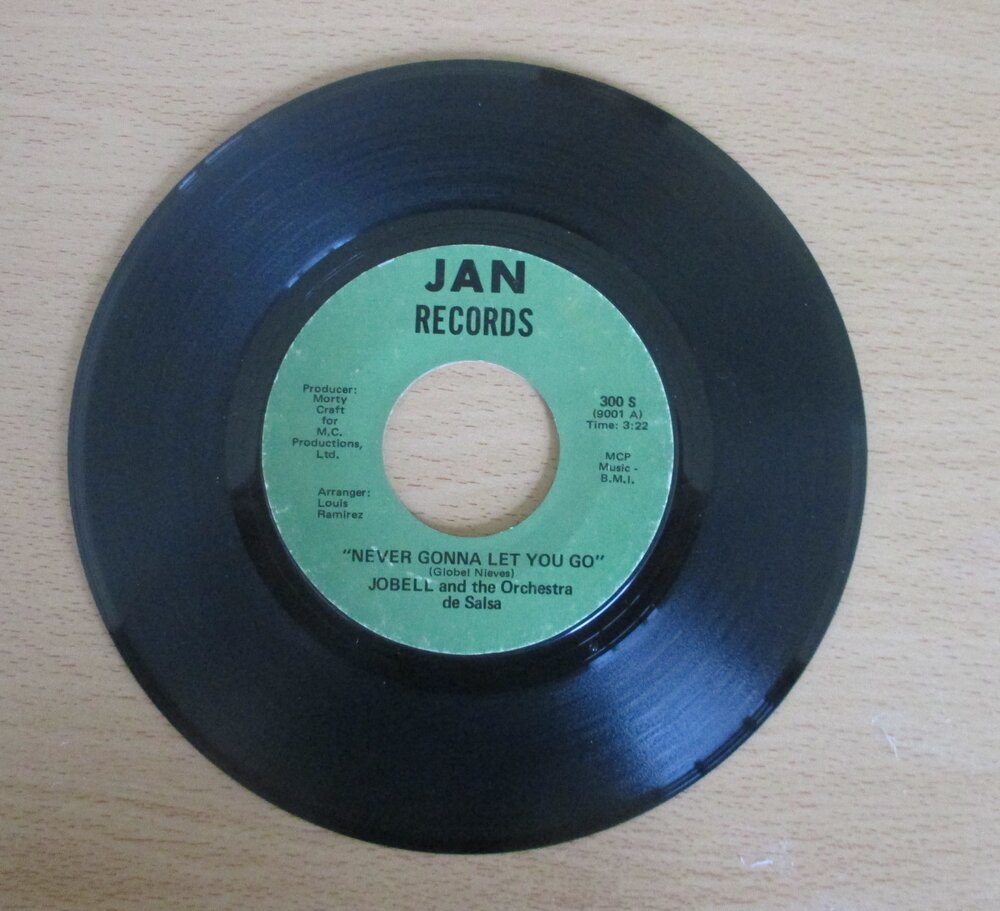 JAN
RECORDS
Producer:
Morty
Craft
for
M.C.
Productions,
Ltd.
Arranger:
Louis
Ramirez
300 S
(9001 A)
Time: 3:22
MCP
Music -
B.M.I.
"NEVER GONNA LET YOU GO"
(Globel Nieves)
JOBELL and the Orchestra
de Salsa